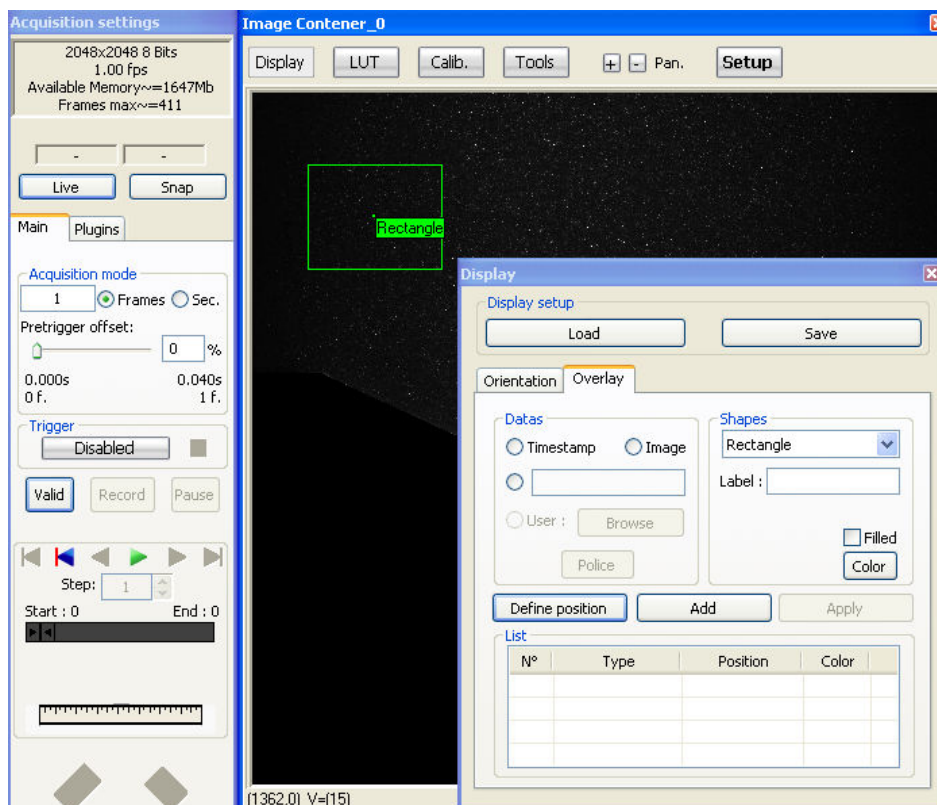 Acquisition settings
2048x2048 8 Bits
1.00 fps
Available Memory~=1647Mb
Frames max~=411
- -
Live Snap
Main Plugins
Acquisition mode
1 Frames Sec.
Pretrigger offset:
0 %
0.000s 0.040s
0 f. 1 f.
Trigger
Disabled
Valid Record Pause
Step: 1
Start : 0 End : 0
Image Contener_0
Display LUT Calib. Tools + - Pan. Setup
Rectangle
Display
Display setup
Load Save
Orientation Overlay
Datas
Timestamp Image
User : Browse
Police
Shapes
Rectangle
Label :
Filled
Color
Define position Add Apply
List
N° Type Position Color
(1362.0) V=(15)